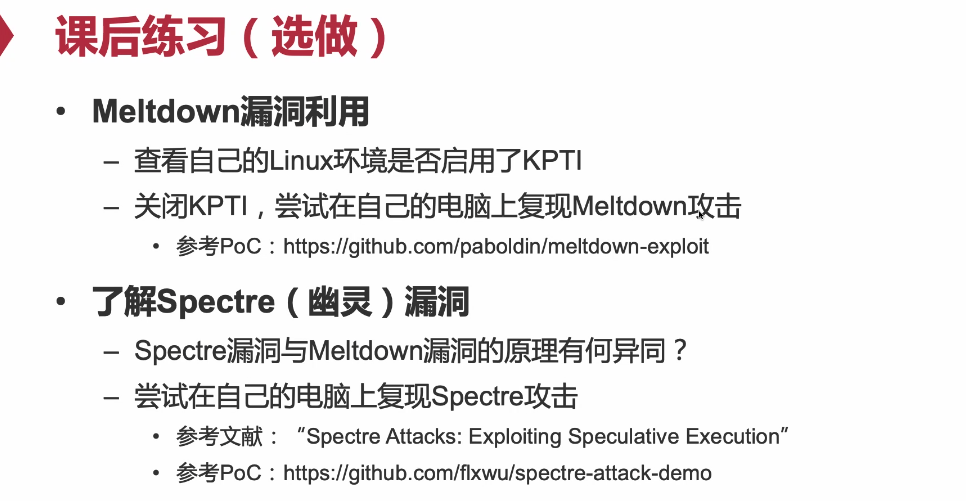 课后练习（选做）
• Meltdown漏洞利用
– 查看自己的Linux环境是否启用了KPTI
– 关闭KPTI，尝试在自己的电脑上复现Meltdown攻击
• 参考PoC：https://github.com/paboldin/meltdown-exploit
• 了解Spectre（幽灵）漏洞
– Spectre漏洞与Meltdown漏洞的原理有何异同？
– 尝试在自己的电脑上复现Spectre攻击
• 参考文献：“Spectre Attacks: Exploiting Speculative Execution”
• 参考PoC：https://github.com/flxwu/spectre-attack-demo